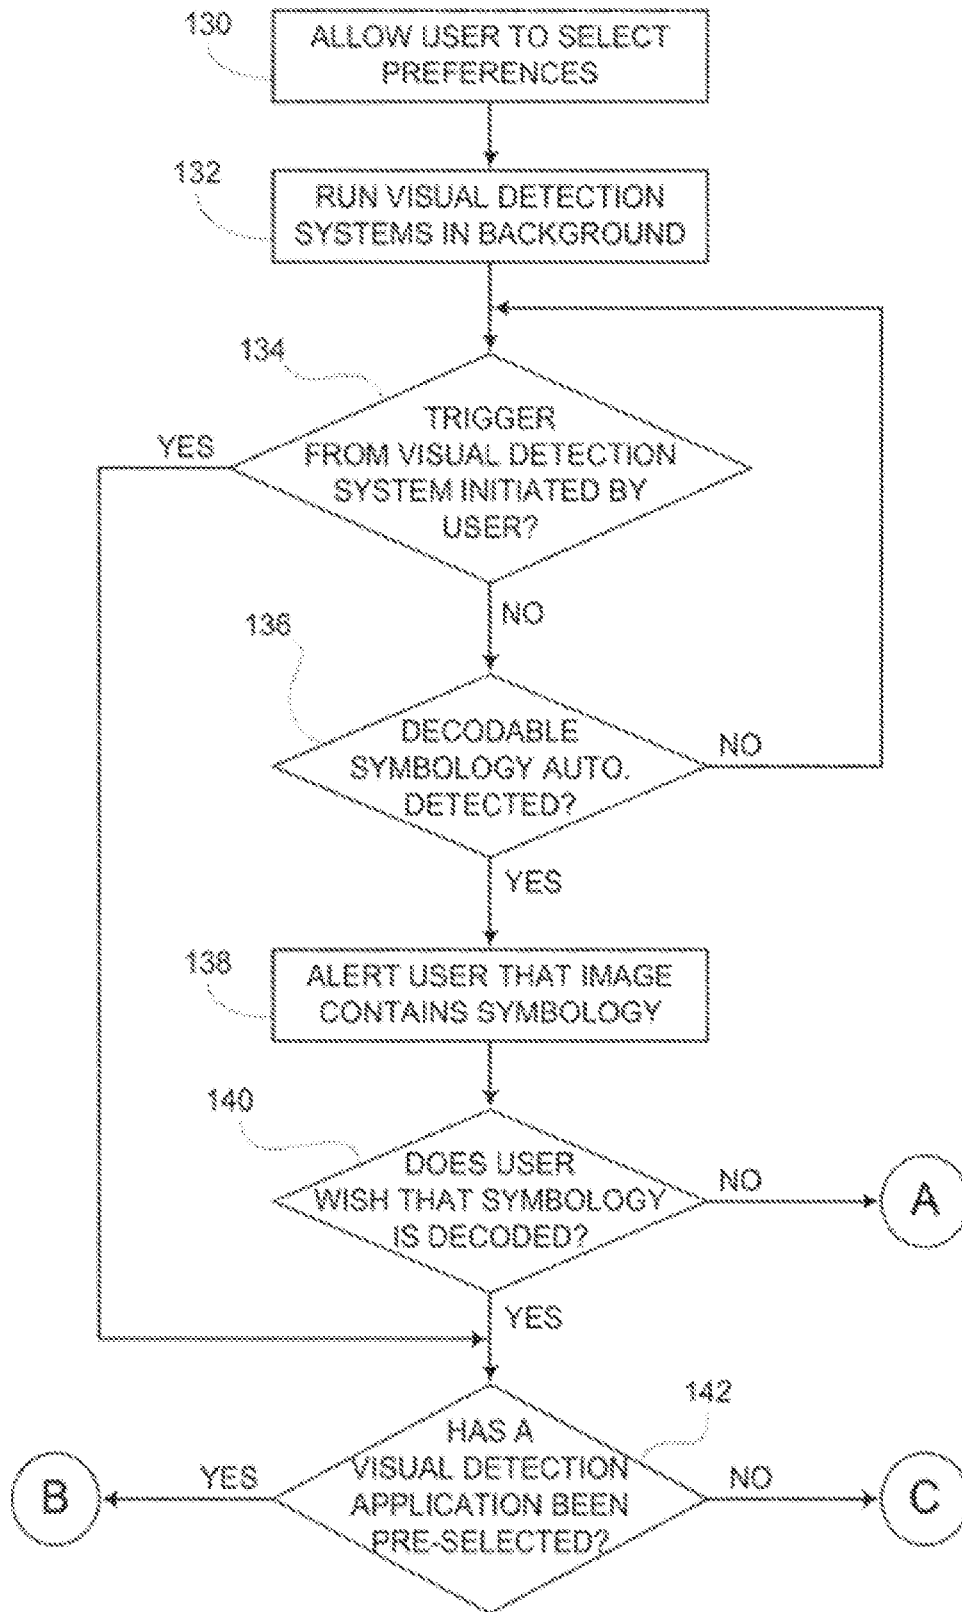 130
ALLOW USER TO SELECT
PREFERENCES
132
RUN VISUAL DETECTION
SYSTEMS IN BACKGROUND
134
YES
TRIGGER
FROM VISUAL DETECTION
SYSTEM INITIATED BY
USER?
NO
136
DECODABLE
SYMBOLOGY AUTO.
DETECTED?
NO
YES
138
ALERT USER THAT IMAGE
CONTAINS SYMBOLOGY
140
DOES USER
WISH THAT SYMBOLOGY
IS DECODED?
NO
A
YES
142
HAS A
VISUAL DETECTION
APPLICATION BEEN
PRE-SELECTED?
YES
B
NO
C